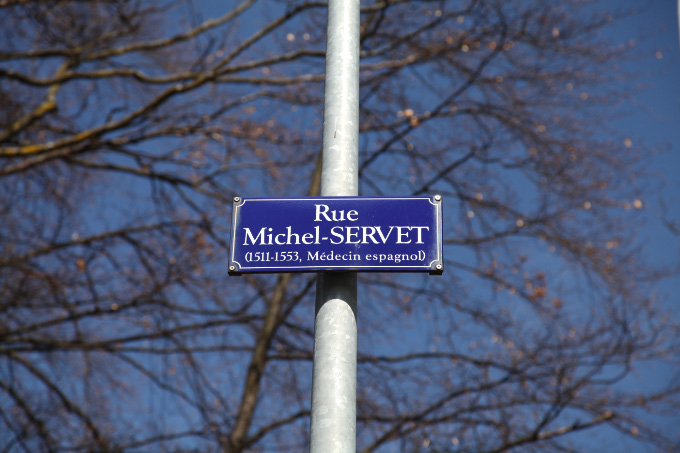 Rue
Michel-SERVET
(1511-1553, Médecin espagnol)